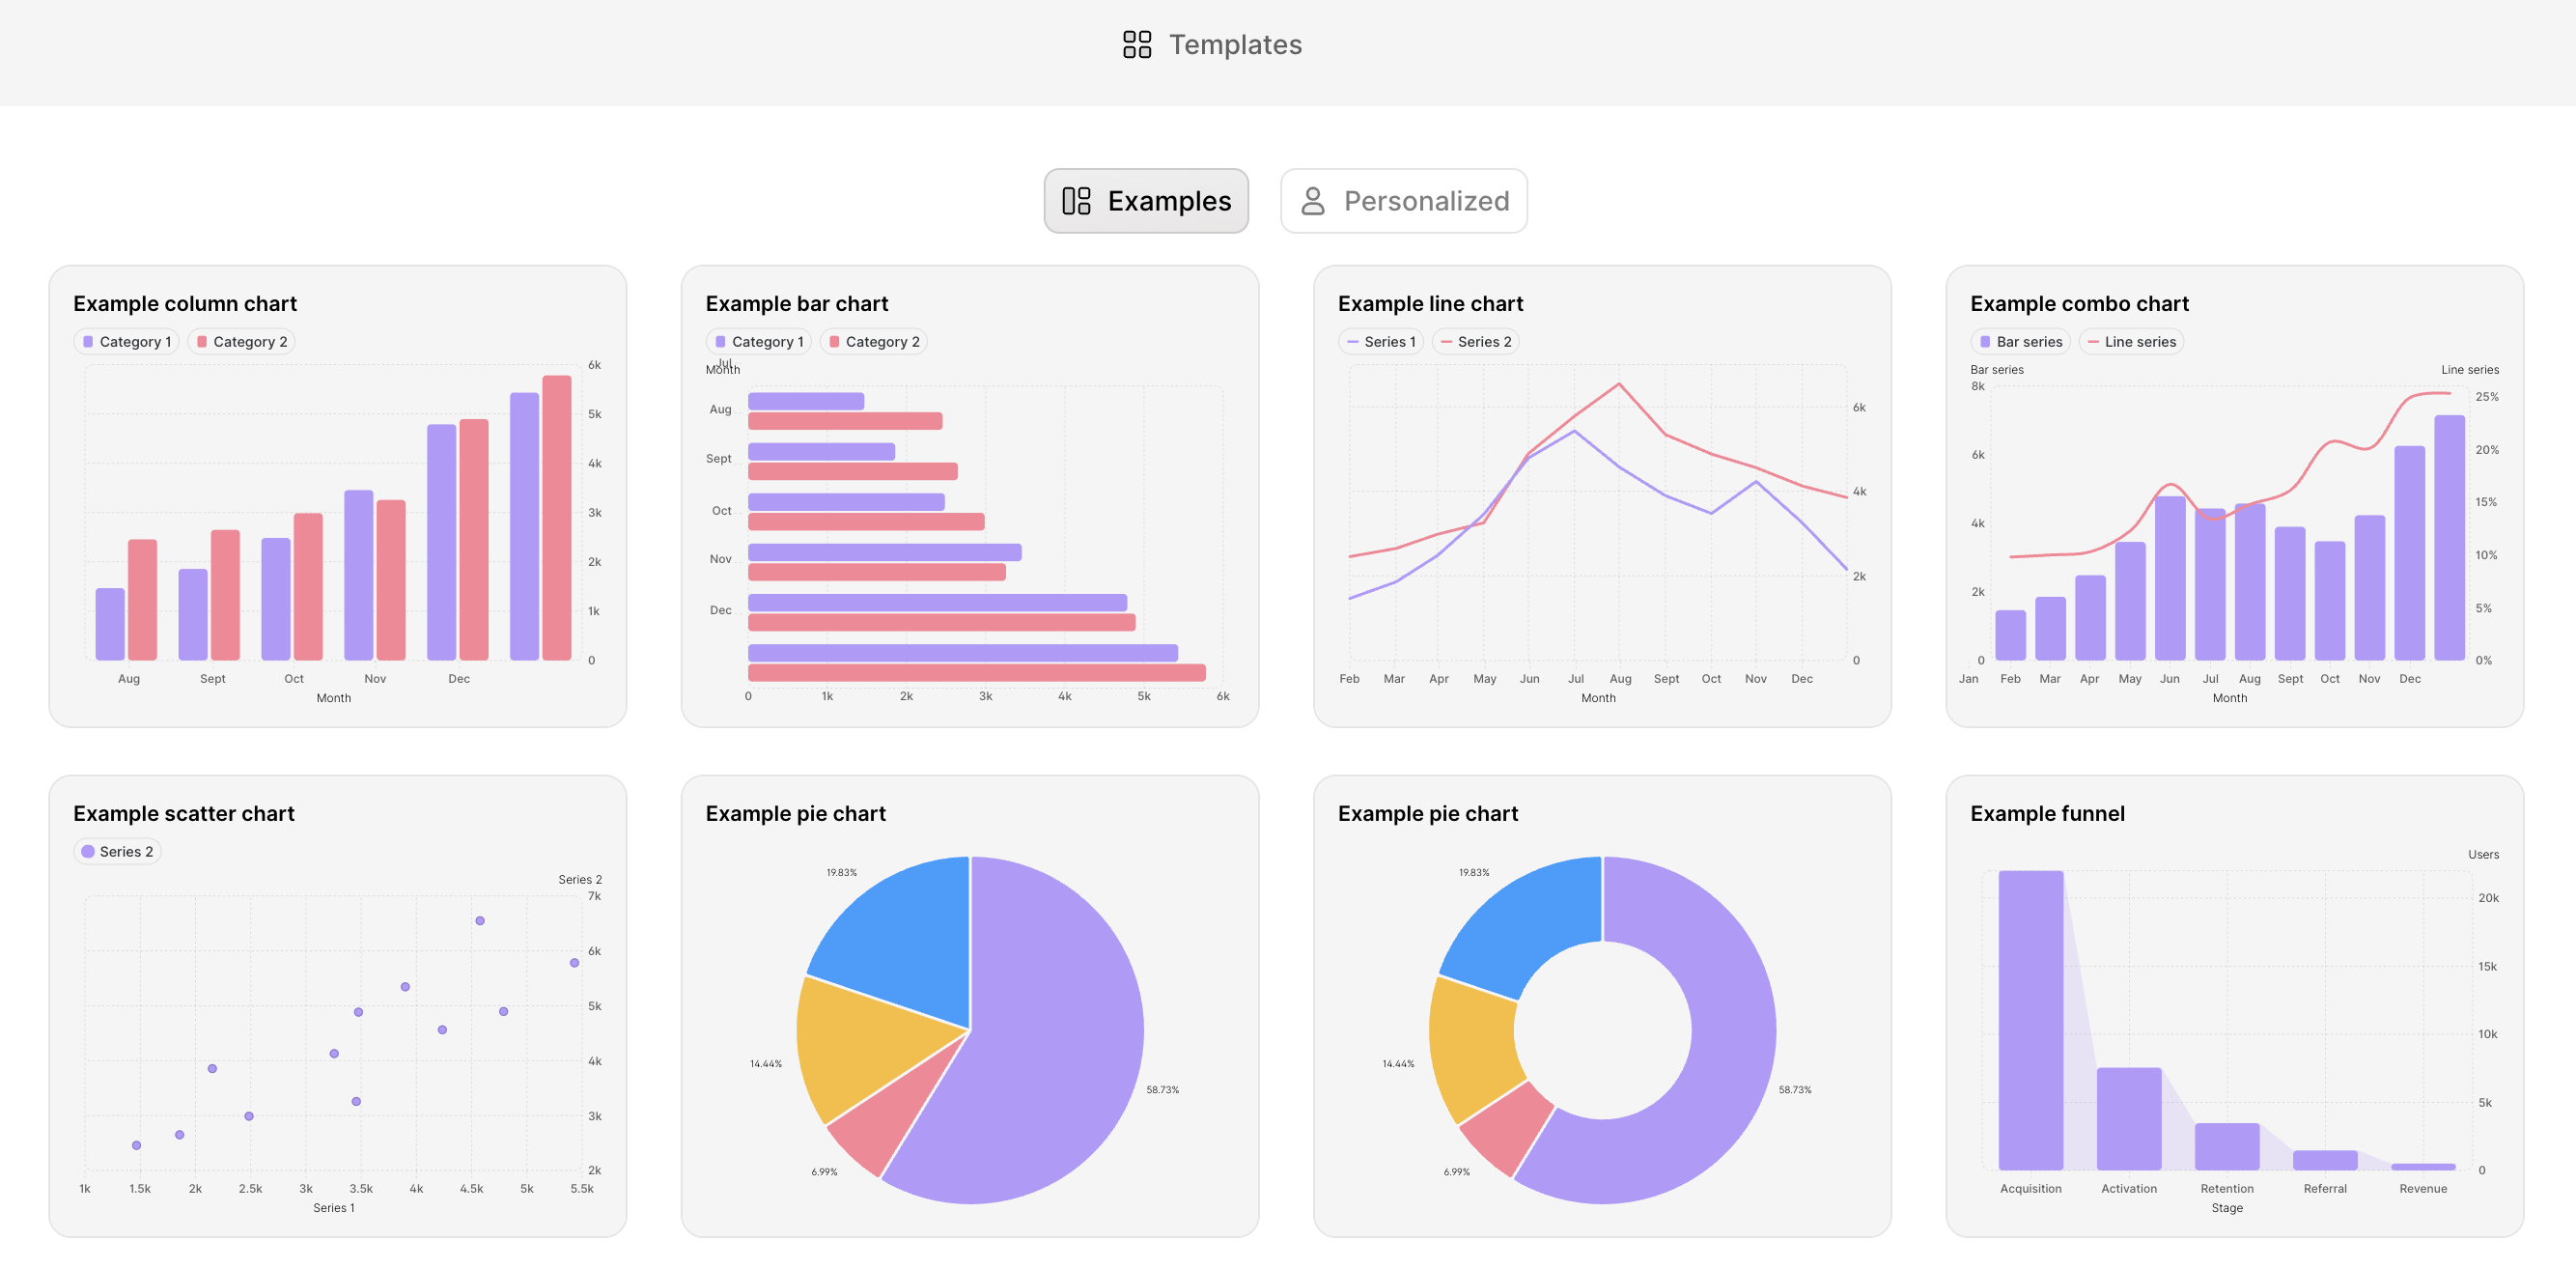 Templates
Examples
Personalized
Example column chart
Category 1 Category 2
6k
5k
4k
3k
2k
1k
0
Aug Sept Oct Nov Dec
Month
Example bar chart
Category 1 Category 2
Jul
Month
Aug
Sept
Oct
Nov
Dec
0 1k 2k 3k 4k 5k 6k
Example line chart
Series 1 Series 2
6k
4k
2k
0
Feb Mar Apr May Jun Jul Aug Sept Oct Nov Dec
Month
Example combo chart
Bar series Line series
Bar series Line series
8k
6k
4k
2k
0
25%
20%
15%
10%
5%
0%
Jan Feb Mar Apr May Jun Jul Aug Sept Oct Nov Dec
Month
Example scatter chart
Series 2
Series 2
7k
6k
5k
4k
3k
2k
1k 1.5k 2k 2.5k 3k 3.5k 4k 4.5k 5k 5.5k
Series 1
Example pie chart
19.83%
14.44%
58.73%
6.99%
Example pie chart
19.83%
14.44%
58.73%
6.99%
Example funnel
Users
20k
15k
10k
5k
0
Acquisition Activation Retention Referral Revenue
Stage